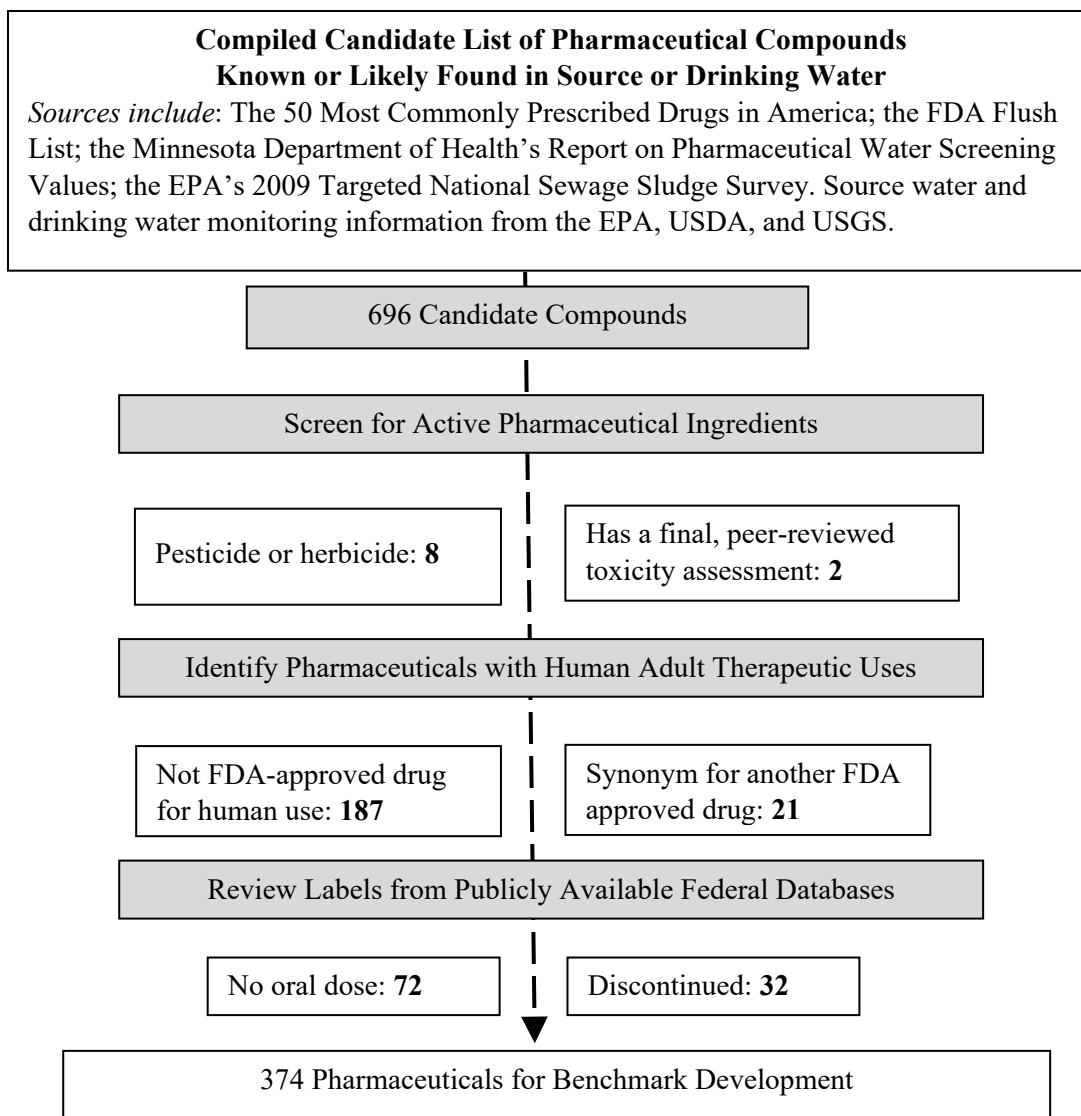 Compiled Candidate List of Pharmaceutical Compounds
Known or Likely Found in Source or Drinking Water
Sources include: The 50 Most Commonly Prescribed Drugs in America; the FDA Flush
List; the Minnesota Department of Health’s Report on Pharmaceutical Water Screening
Values; the EPA’s 2009 Targeted National Sewage Sludge Survey. Source water and
drinking water monitoring information from the EPA, USDA, and USGS.
696 Candidate Compounds
Screen for Active Pharmaceutical Ingredients
Pesticide or herbicide: 8
Has a final, peer-reviewed
toxicity assessment: 2
Identify Pharmaceuticals with Human Adult Therapeutic Uses
Not FDA-approved drug
for human use: 187
Synonym for another FDA
approved drug: 21
Review Labels from Publicly Available Federal Databases
No oral dose: 72
Discontinued: 32
374 Pharmaceuticals for Benchmark Development